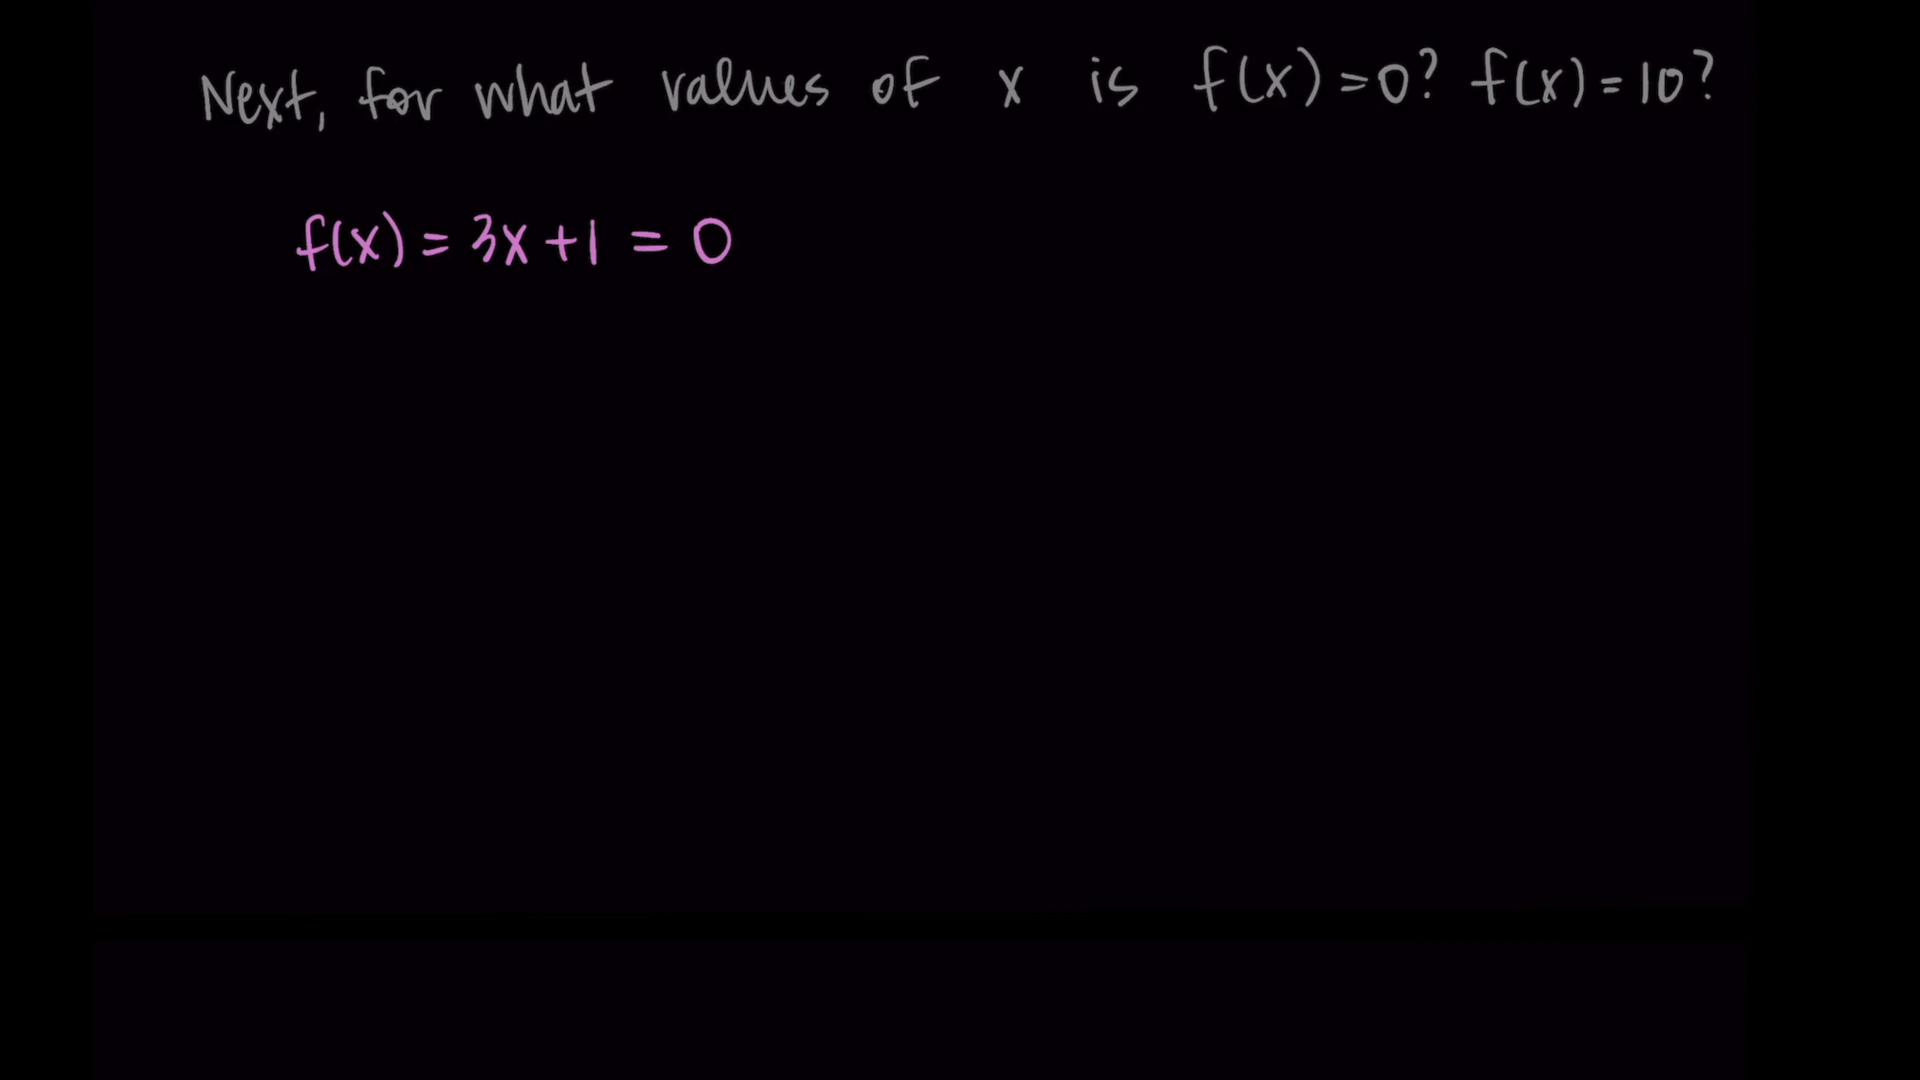 Next, for what values of x is f(x)=0? f(x)=10?
f(x) = 3x+1 = 0